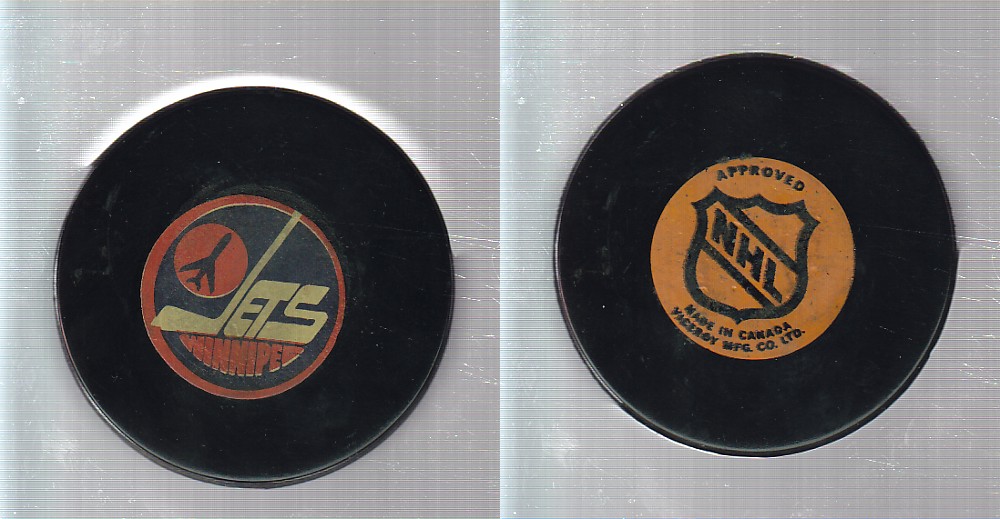 JETS
WINNIPEG
APPROVED
NHL
MADE IN CANADA
VICEROY MFG. CO. LTD.